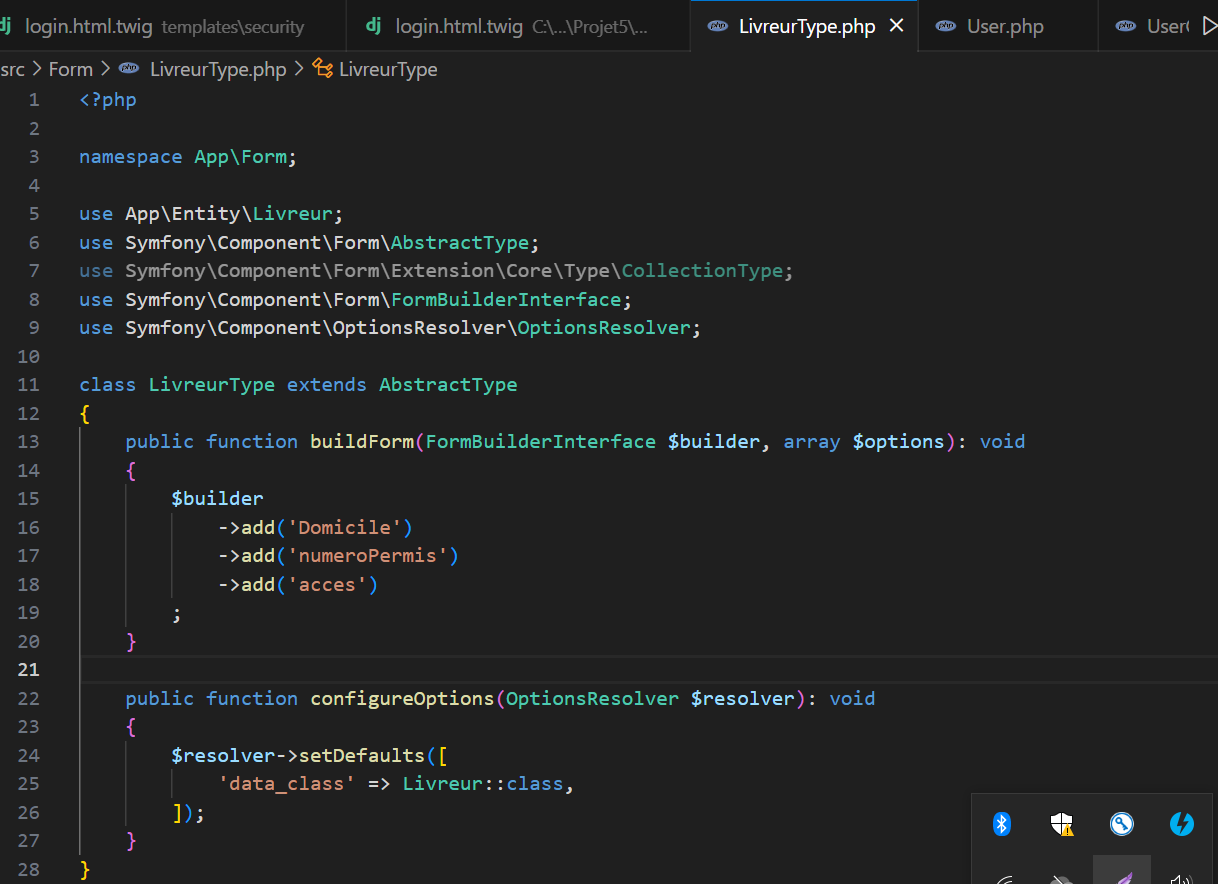 login.html.twig templates\security login.html.twig C:\...\Projet5\... LivreurType.php User.php User
src > Form > LivreurType.php > LivreurType
1 <?php
2
3 namespace App\Form;
4
5 use App\Entity\Livreur;
6 use Symfony\Component\Form\AbstractType;
7 use Symfony\Component\Form\Extension\Core\Type\CollectionType;
8 use Symfony\Component\Form\FormBuilderInterface;
9 use Symfony\Component\OptionsResolver\OptionsResolver;
10
11 class LivreurType extends AbstractType
12 {
13 public function buildForm(FormBuilderInterface $builder, array $options): void
14 {
15 $builder
16 ->add('Domicile')
17 ->add('numeroPermis')
18 ->add('acces')
19 ;
20 }
21
22 public function configureOptions(OptionsResolver $resolver): void
23 {
24 $resolver->setDefaults([
25 'data_class' => Livreur::class,
26 ]);
27 }
28 }